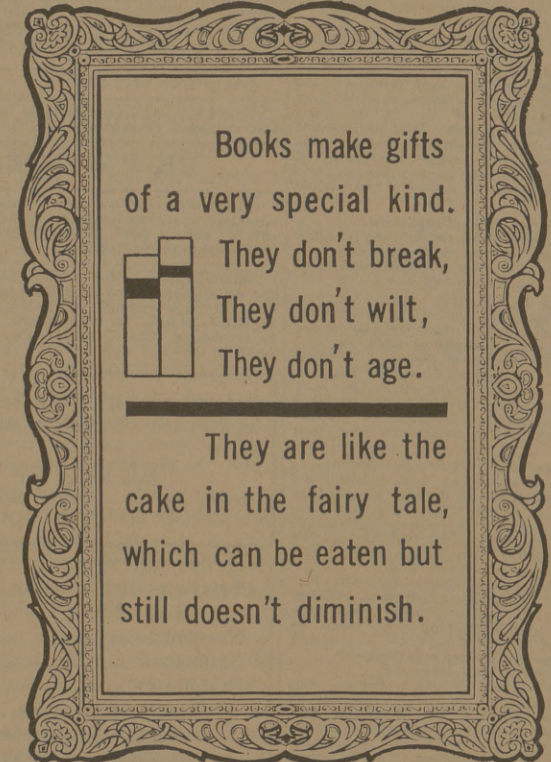 Books make gifts
of a very special kind.
They don't break,
They don't wilt,
They don't age.
They are like the
cake in the fairy tale,
which can be eaten but
still doesn't diminish.